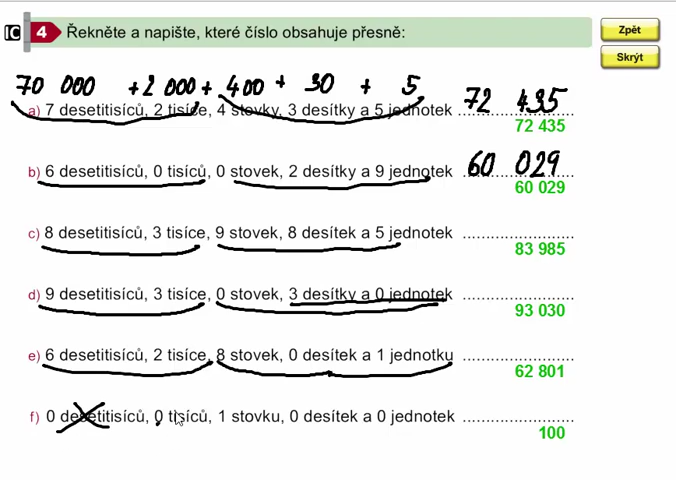 IC 4 Řekněte a napište, které číslo obsahuje přesně:
Zpět
Skrýt
70 000 + 2 000 + 400 + 30 + 5
a) 7 desetitisíců, 2 tisíce, 4 stovky, 3 desítky a 5 jednotek ........................ 72 435
72 435
b) 6 desetitisíců, 0 tisíců, 0 stovek, 2 desítky a 9 jednotek ........................ 60 029
60 029
c) 8 desetitisíců, 3 tisíce, 9 stovek, 8 desítek a 5 jednotek ........................
83 985
d) 9 desetitisíců, 3 tisíce, 0 stovek, 3 desítky a 0 jednotek ........................
93 030
e) 6 desetitisíců, 2 tisíce, 8 stovek, 0 desítek a 1 jednotku ........................
62 801
f) 0 desetitisíců, 0 tisíců, 1 stovku, 0 desítek a 0 jednotek ........................
100